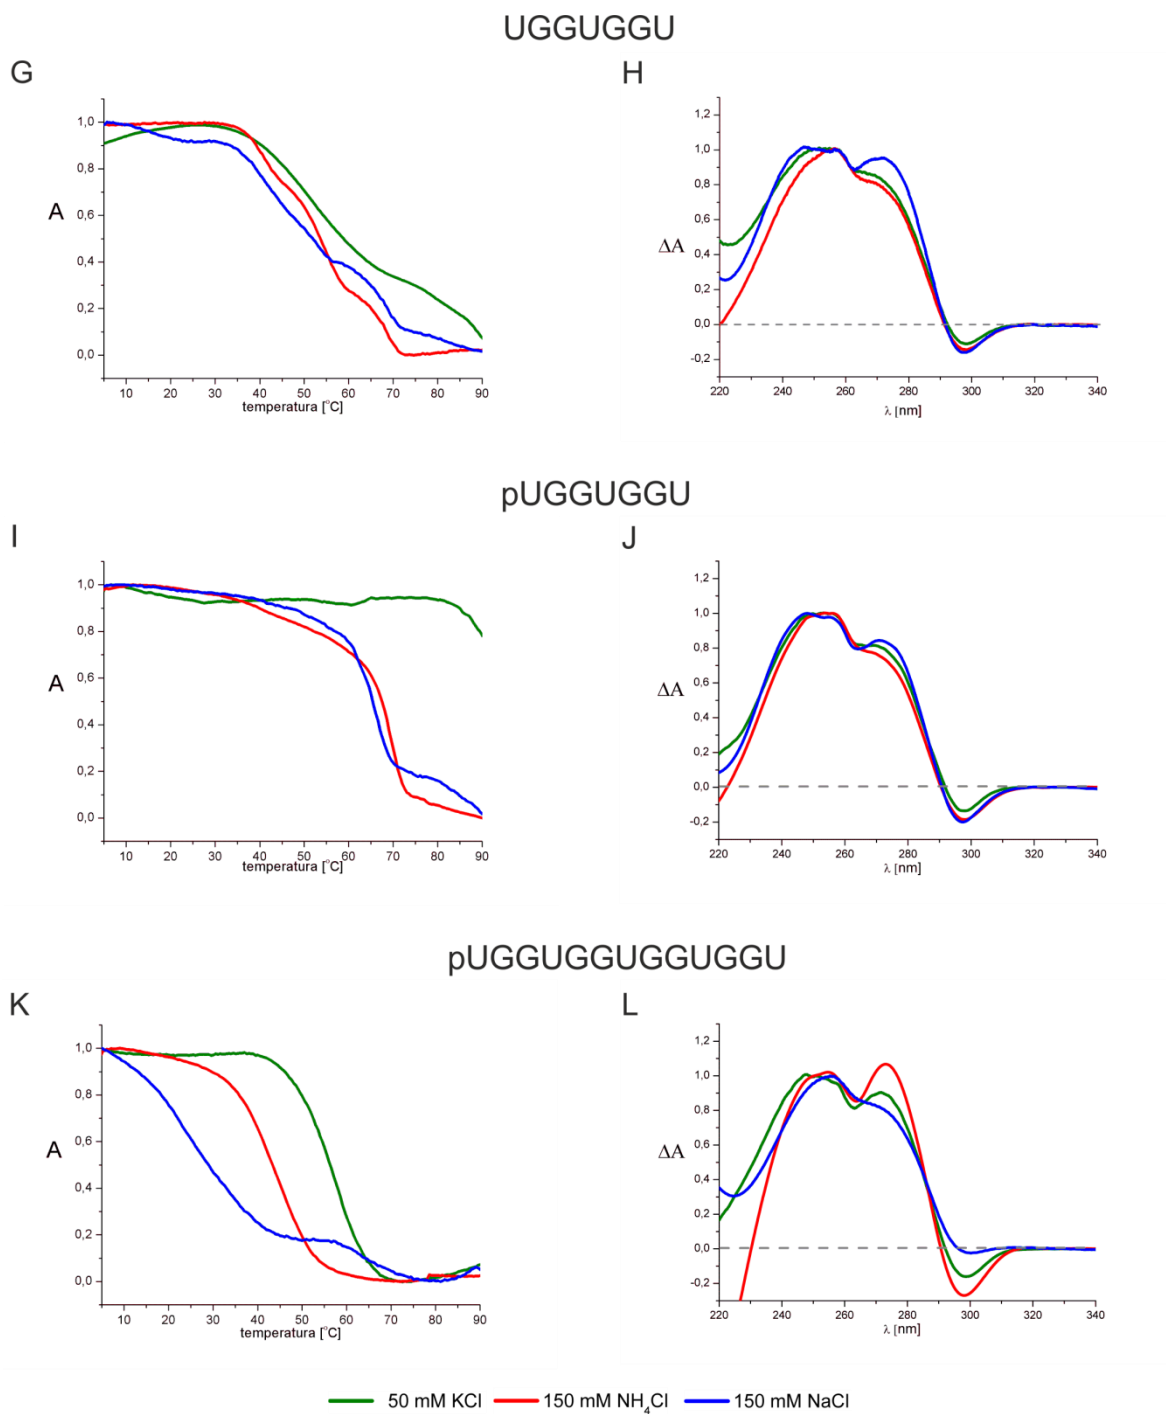 UGGUGGU
G
H
1,0
0,8
0,6
0,4
0,2
0,0
A
10 20 30 40 50 60 70 80 90
temperatura [°C]
1,2
1,0
0,8
0,6
0,4
0,2
0,0
-0,2
ΔA
220 240 260 280 300 320 340
λ [nm]
pUGGUGGU
I
J
1,0
0,8
0,6
0,4
0,2
0,0
A
10 20 30 40 50 60 70 80 90
temperatura [°C]
1,2
1,0
0,8
0,6
0,4
0,2
0,0
-0,2
ΔA
220 240 260 280 300 320 340
λ [nm]
pUGGUGGUGGUGGU
K
L
1,0
0,8
0,6
0,4
0,2
0,0
A
10 20 30 40 50 60 70 80 90
temperatura [°C]
1,2
1,0
0,8
0,6
0,4
0,2
0,0
-0,2
ΔA
220 240 260 280 300 320 340
λ [nm]
50 mM KCl 150 mM NH₄Cl 150 mM NaCl